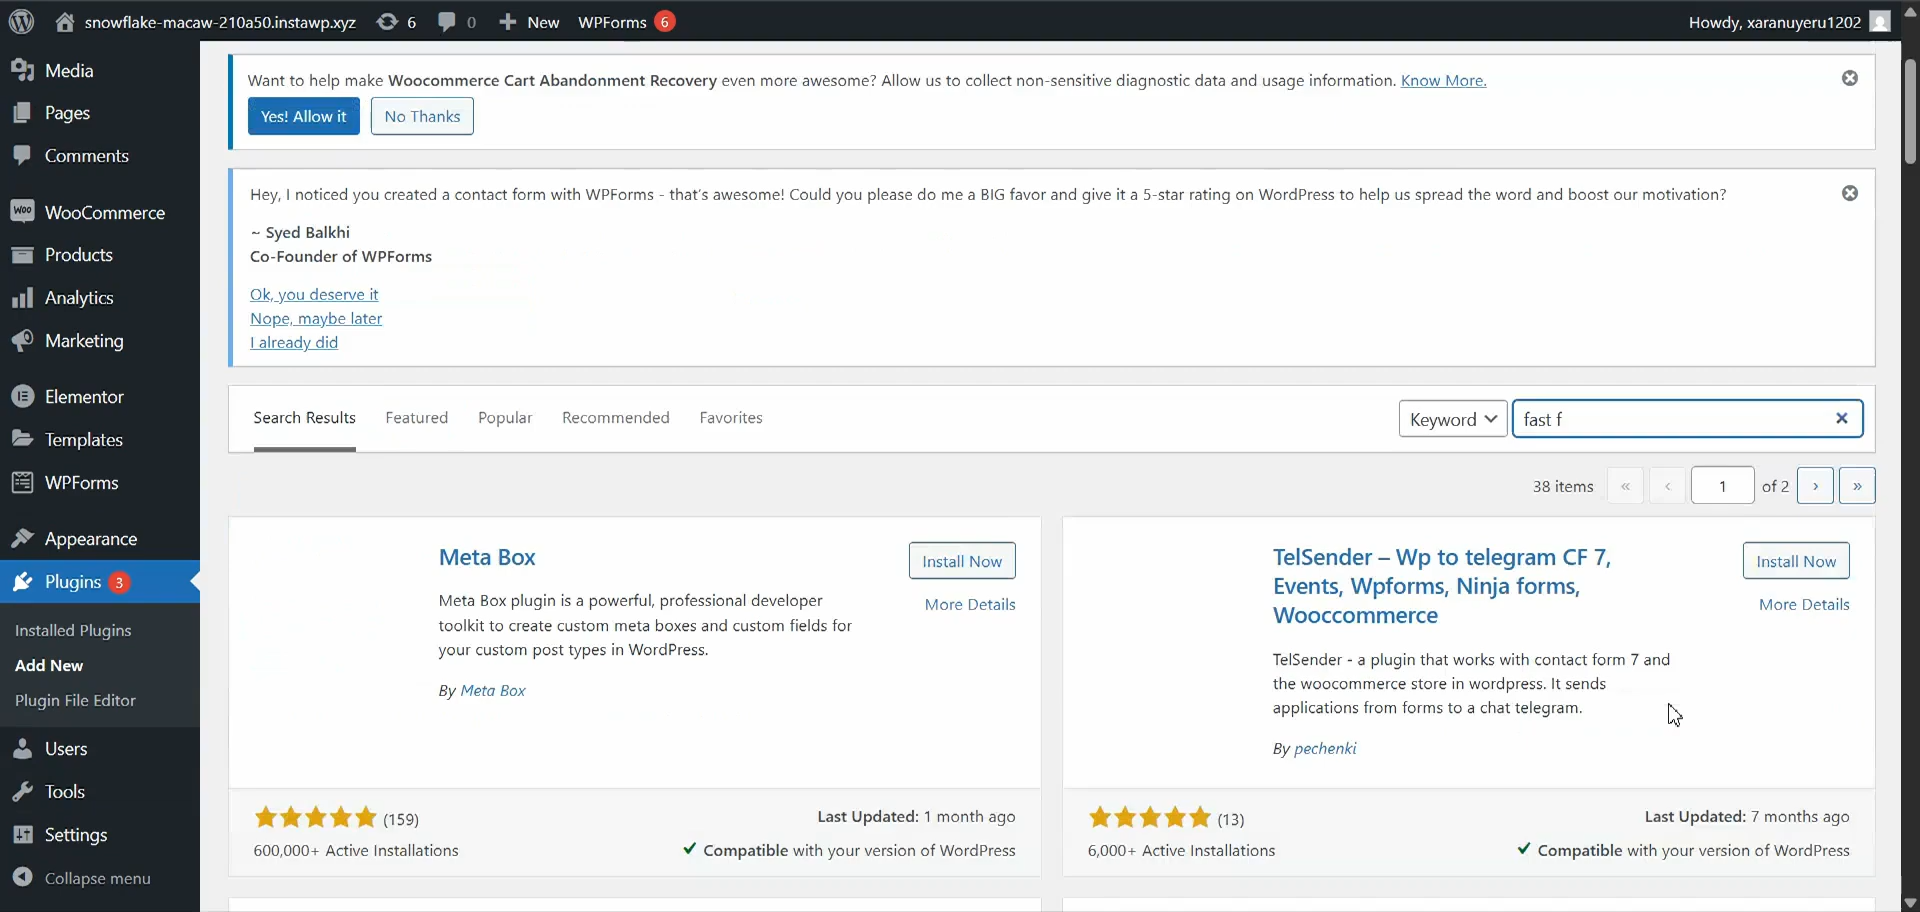 snowflake-macaw-210a50.instawp.xyz 6 0 New WPForms 6 Howdy, xaranuyeru1202
Media
Pages
Comments
WooCommerce
Products
Analytics
Marketing
Elementor
Templates
WPForms
Appearance
Plugins 3
Installed Plugins
Add New
Plugin File Editor
Users
Tools
Settings
Collapse menu
Want to help make Woocommerce Cart Abandonment Recovery even more awesome? Allow us to collect non-sensitive diagnostic data and usage information. Know More.
Yes! Allow it No Thanks
Hey, I noticed you created a contact form with WPForms - that's awesome! Could you please do me a BIG favor and give it a 5-star rating on WordPress to help us spread the word and boost our motivation?
~ Syed Balkhi
Co-Founder of WPForms
Ok, you deserve it
Nope, maybe later
I already did
Search Results Featured Popular Recommended Favorites Keyword fast f
38 items « ‹ 1 of 2 › »
Meta Box
Install Now
More Details
Meta Box plugin is a powerful, professional developer
toolkit to create custom meta boxes and custom fields for
your custom post types in WordPress.
By Meta Box
(159)
Last Updated: 1 month ago
600,000+ Active Installations
Compatible with your version of WordPress
TelSender – Wp to telegram CF 7,
Events, Wpforms, Ninja forms,
Wooccommerce
Install Now
More Details
TelSender - a plugin that works with contact form 7 and
the woocommerce store in wordpress. It sends
applications from forms to a chat telegram.
By pechenki
(13)
Last Updated: 7 months ago
6,000+ Active Installations
Compatible with your version of WordPress